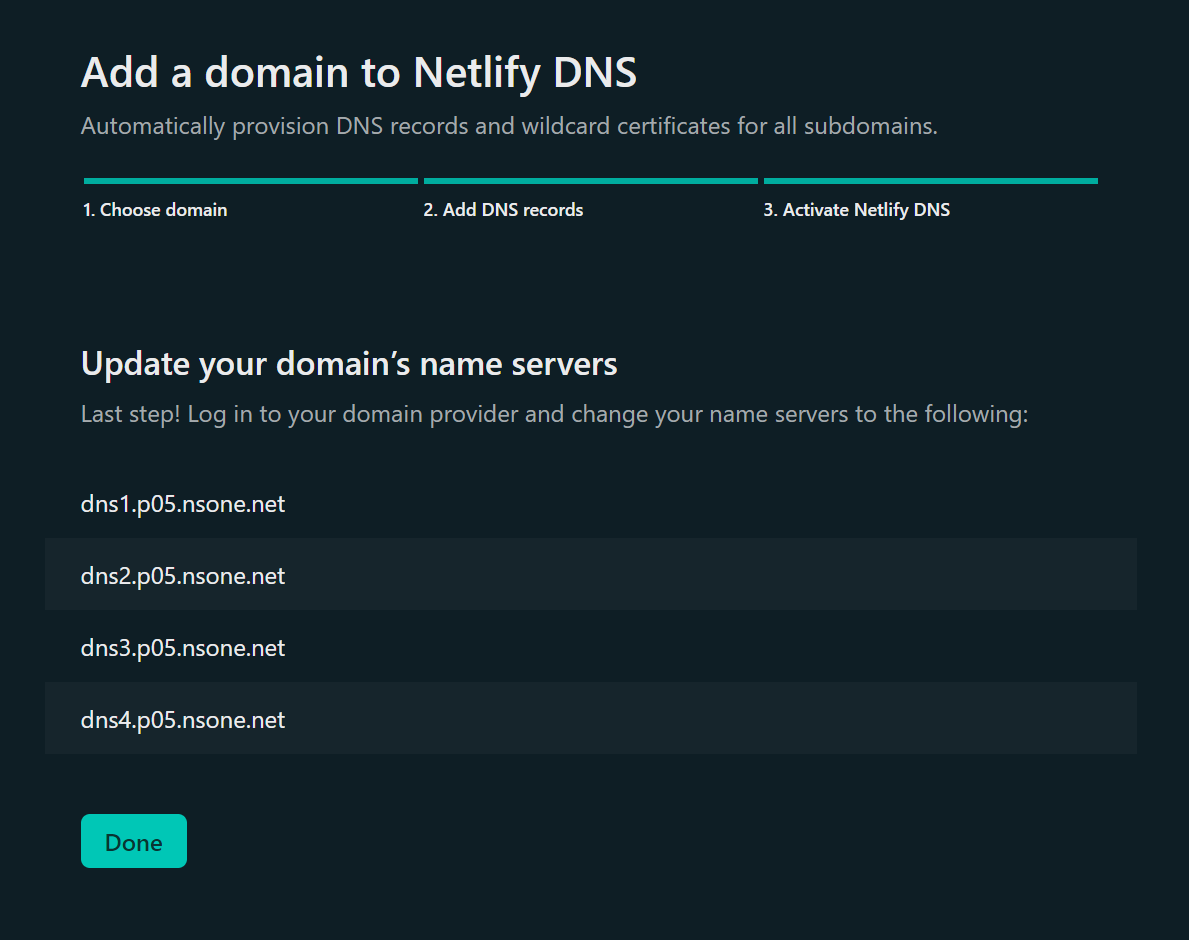 Add a domain to Netlify DNS
Automatically provision DNS records and wildcard certificates for all subdomains.
1. Choose domain
2. Add DNS records
3. Activate Netlify DNS
Update your domain’s name servers
Last step! Log in to your domain provider and change your name servers to the following:
dns1.p05.nsone.net
dns2.p05.nsone.net
dns3.p05.nsone.net
dns4.p05.nsone.net
Done